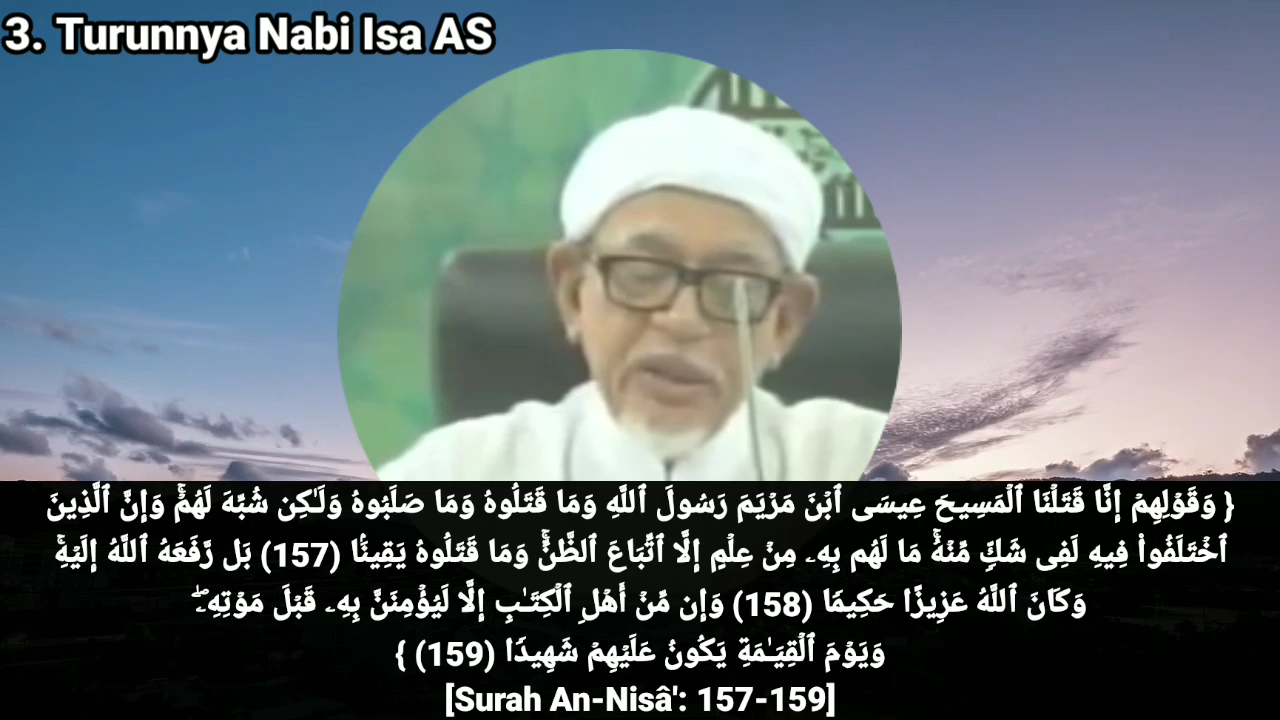 3. Turunnya Nabi Isa AS
{ وَقَوْلِهِمْ إِنَّا قَتَلْنَا ٱلْمَسِيحَ عِيسَى ٱبْنَ مَرْيَمَ رَسُولَ ٱللَّهِ وَمَا قَتَلُوهُ وَمَا صَلَبُوهُ وَلَـٰكِن شُبِّهَ لَهُمْۚ وَإِنَّ ٱلَّذِينَ
ٱخْتَلَفُوا۟ فِيهِ لَفِى شَكٍّ مِّنْهُۚ مَا لَهُم بِهِۦ مِنْ عِلْمٍ إِلَّا ٱتِّبَاعَ ٱلظَّنِّۚ وَمَا قَتَلُوهُ يَقِينًۢا (157) بَل رَّفَعَهُ ٱللَّهُ إِلَيْهِۚ
وَكَانَ ٱللَّهُ عَزِيزًا حَكِيمًا (158) وَإِن مِّنْ أَهْلِ ٱلْكِتَـٰبِ إِلَّا لَيُؤْمِنَنَّ بِهِۦ قَبْلَ مَوْتِهِۦۖ
وَيَوْمَ ٱلْقِيَـٰمَةِ يَكُونُ عَلَيْهِمْ شَهِيدًا (159) }
[Surah An-Nisâ': 157-159]